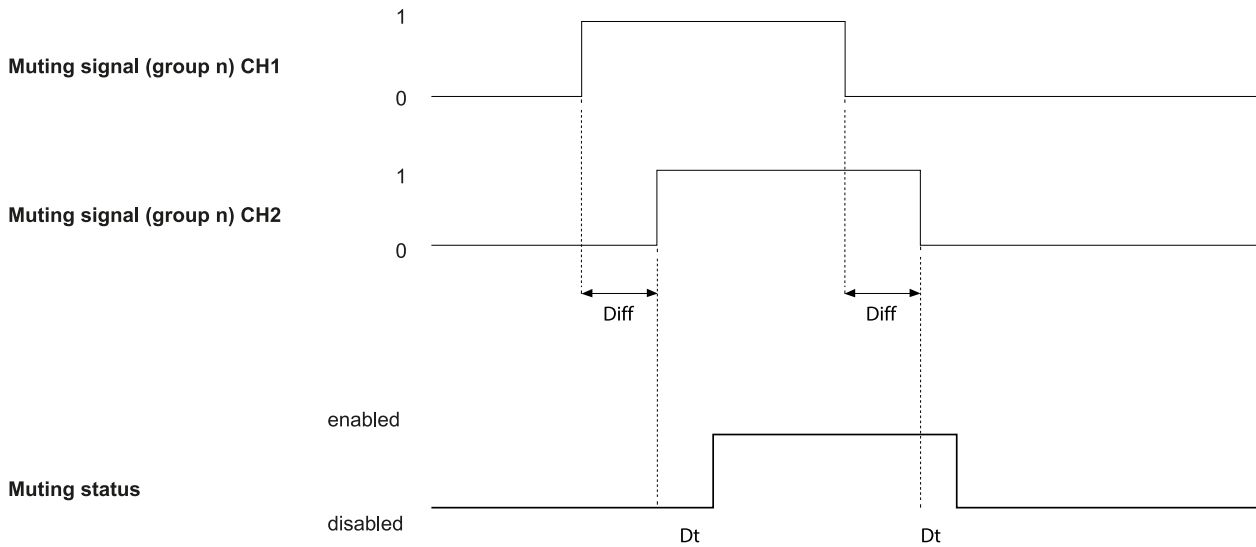 1
Muting signal (group n) CH1
0
1
Muting signal (group n) CH2
0
Diff
Diff
enabled
Muting status
disabled
Dt
Dt